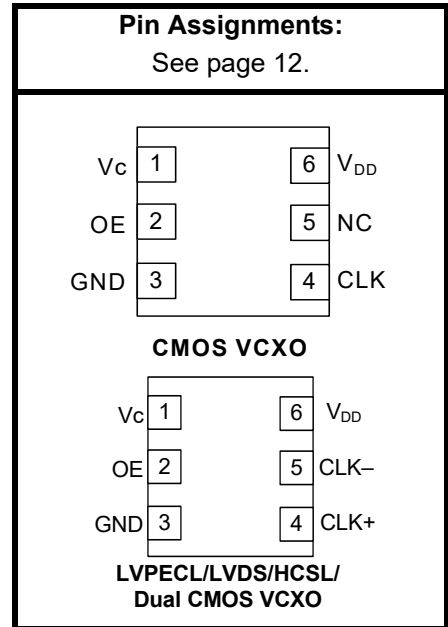 Pin Assignments:
See page 12.
Vc 1 6 VDD
OE 2 5 NC
GND 3 4 CLK
CMOS VCXO
Vc 1 6 VDD
OE 2 5 CLK–
GND 3 4 CLK+
LVPECL/LVDS/HCSL/
Dual CMOS VCXO